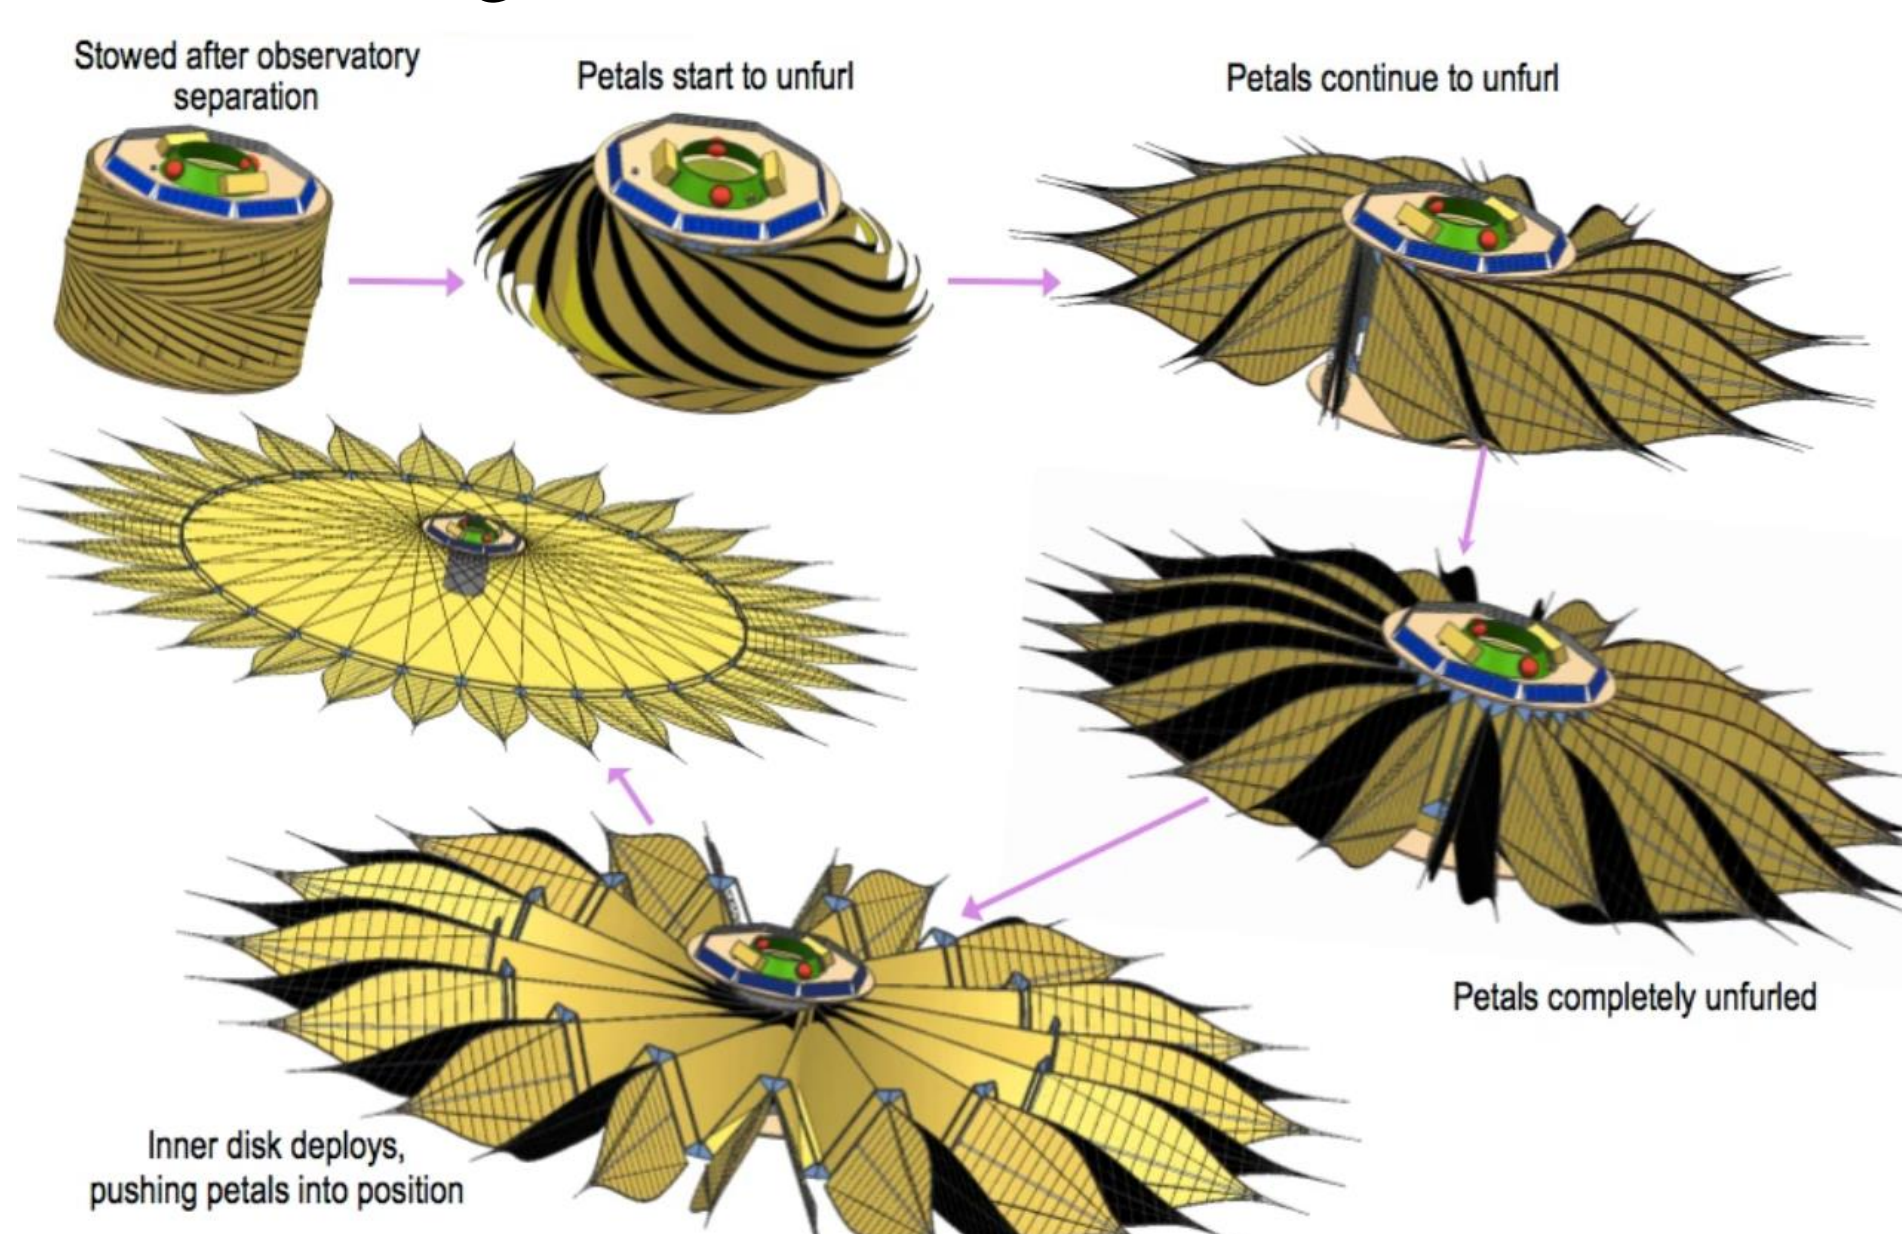 Stowed after observatory
separation
Petals start to unfurl
Petals continue to unfurl
Petals completely unfurled
Inner disk deploys,
pushing petals into position